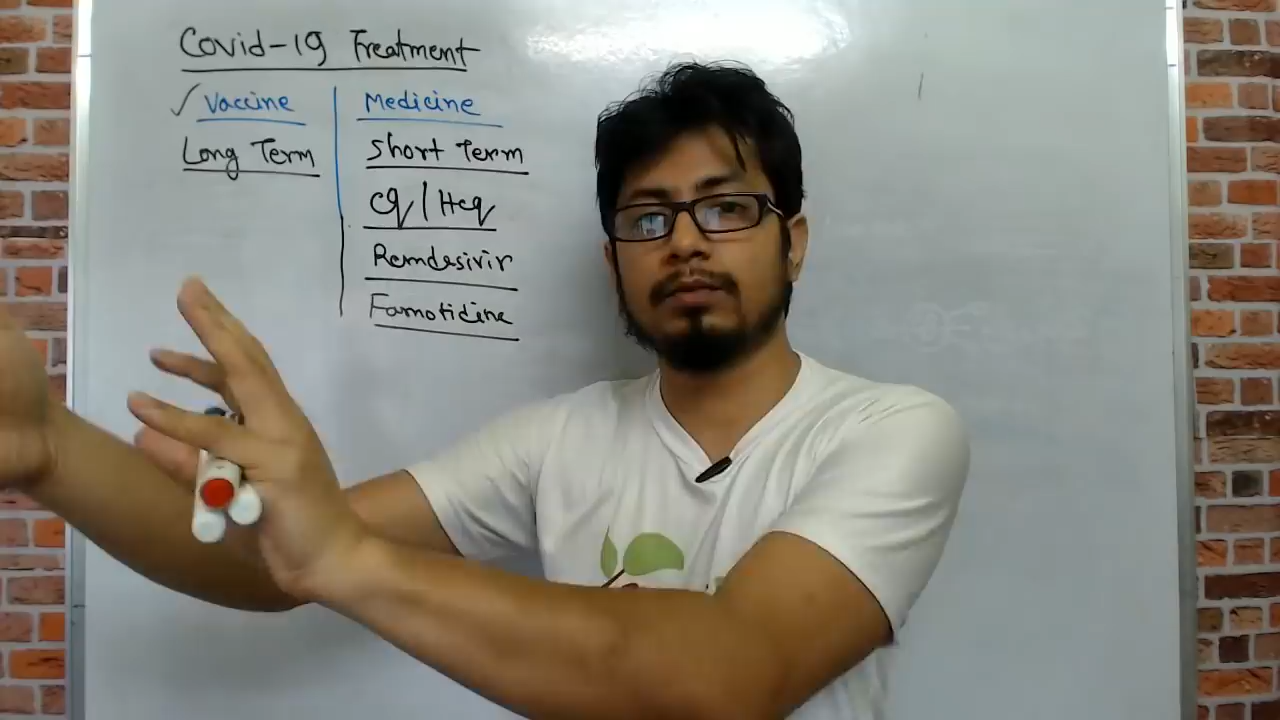 Covid-19 Treatment
✓ Vaccine
Long Term
Medicine
Short Term
Cq / Hcq
Remdesivir
Famotidine